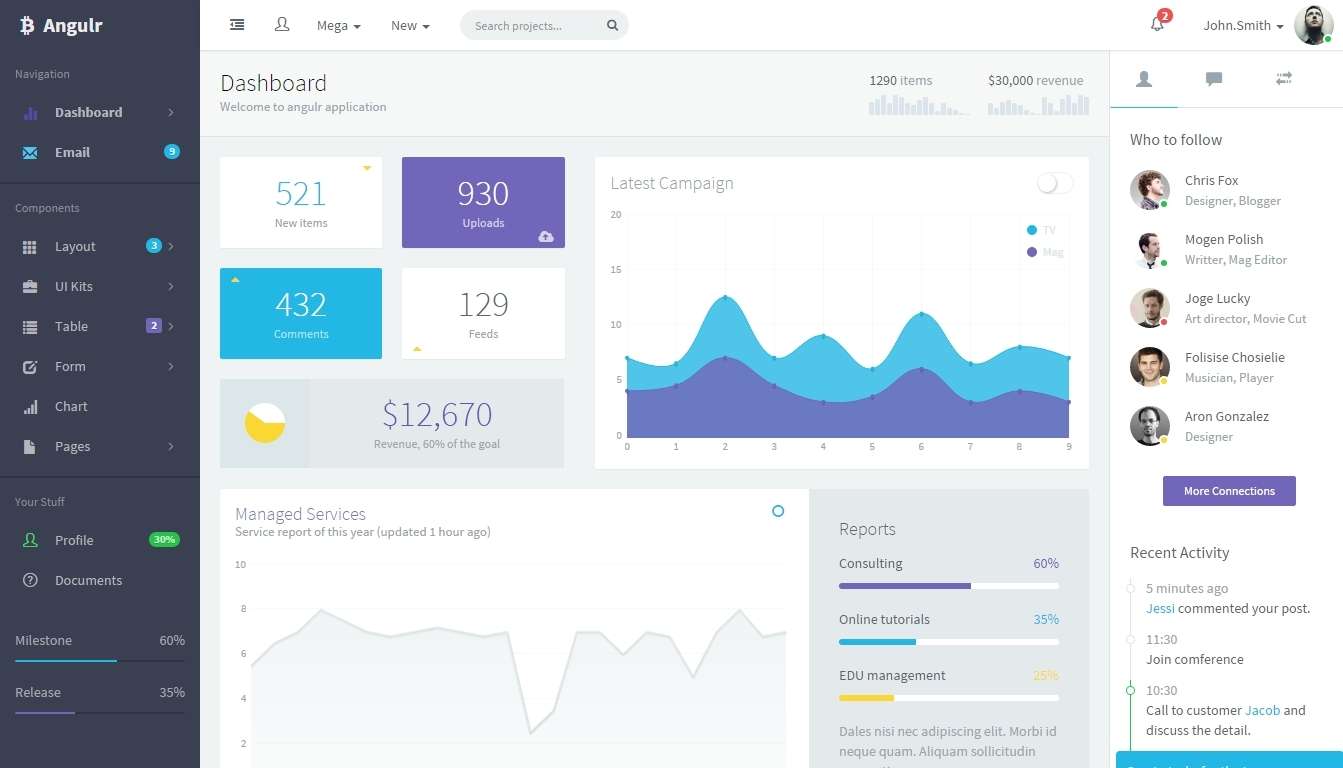 Angulr
Mega
New
Search projects...
2
John.Smith
Navigation
Dashboard
Email
9
Components
Layout
3
UI Kits
Table
2
Form
Chart
Pages
Your Stuff
Profile
30%
Documents
Milestone
60%
Release
35%
Dashboard
Welcome to angulr application
1290 items
$30,000 revenue
521
New items
930
Uploads
432
Comments
129
Feeds
$12,670
Revenue, 60% of the goal
Latest Campaign
20
15
10
5
0
TV
Mag
0 1 2 3 4 5 6 7 8 9
Managed Services
Service report of this year (updated 1 hour ago)
10
8
6
4
2
Reports
Consulting
60%
Online tutorials
35%
EDU management
25%
Dales nisi nec adipiscing elit. Morbi id
neque quam. Aliquam sollicitudin
Who to follow
Chris Fox
Designer, Blogger
Mogen Polish
Writter, Mag Editor
Joge Lucky
Art director, Movie Cut
Folisise Chosielie
Musician, Player
Aron Gonzalez
Designer
More Connections
Recent Activity
5 minutes ago
Jessi commented your post.
11:30
Join comference
10:30
Call to customer Jacob and
discuss the detail.